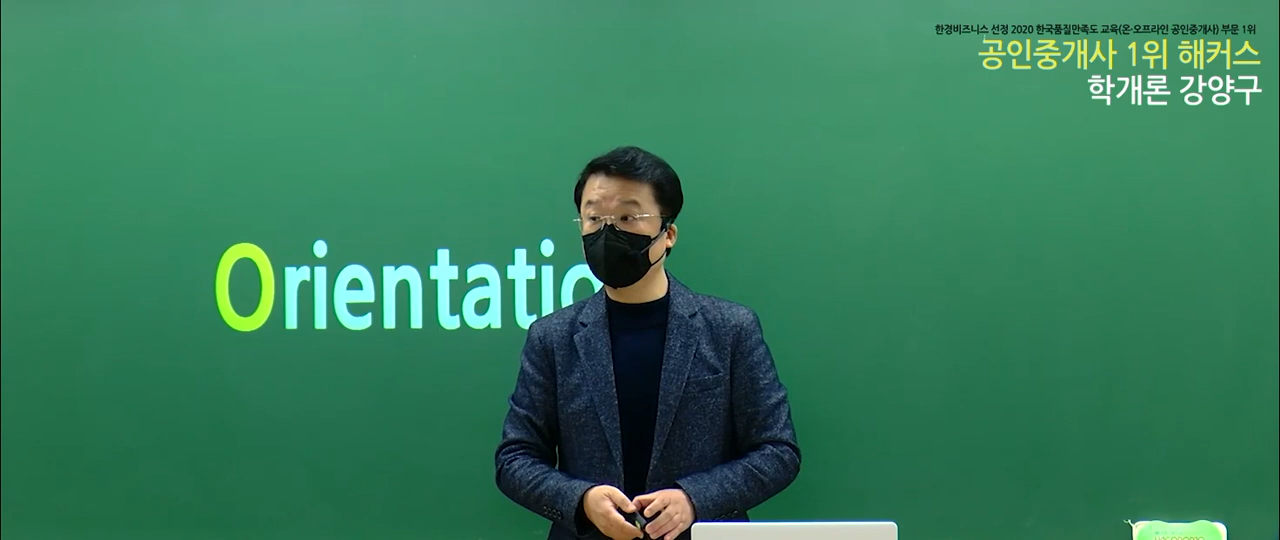 한경비즈니스 선정 2020 한국품질만족도 교육(온·오프라인 공인중개사) 부문 1위
공인중개사 1위 해커스
학개론 강양구
Orientatio